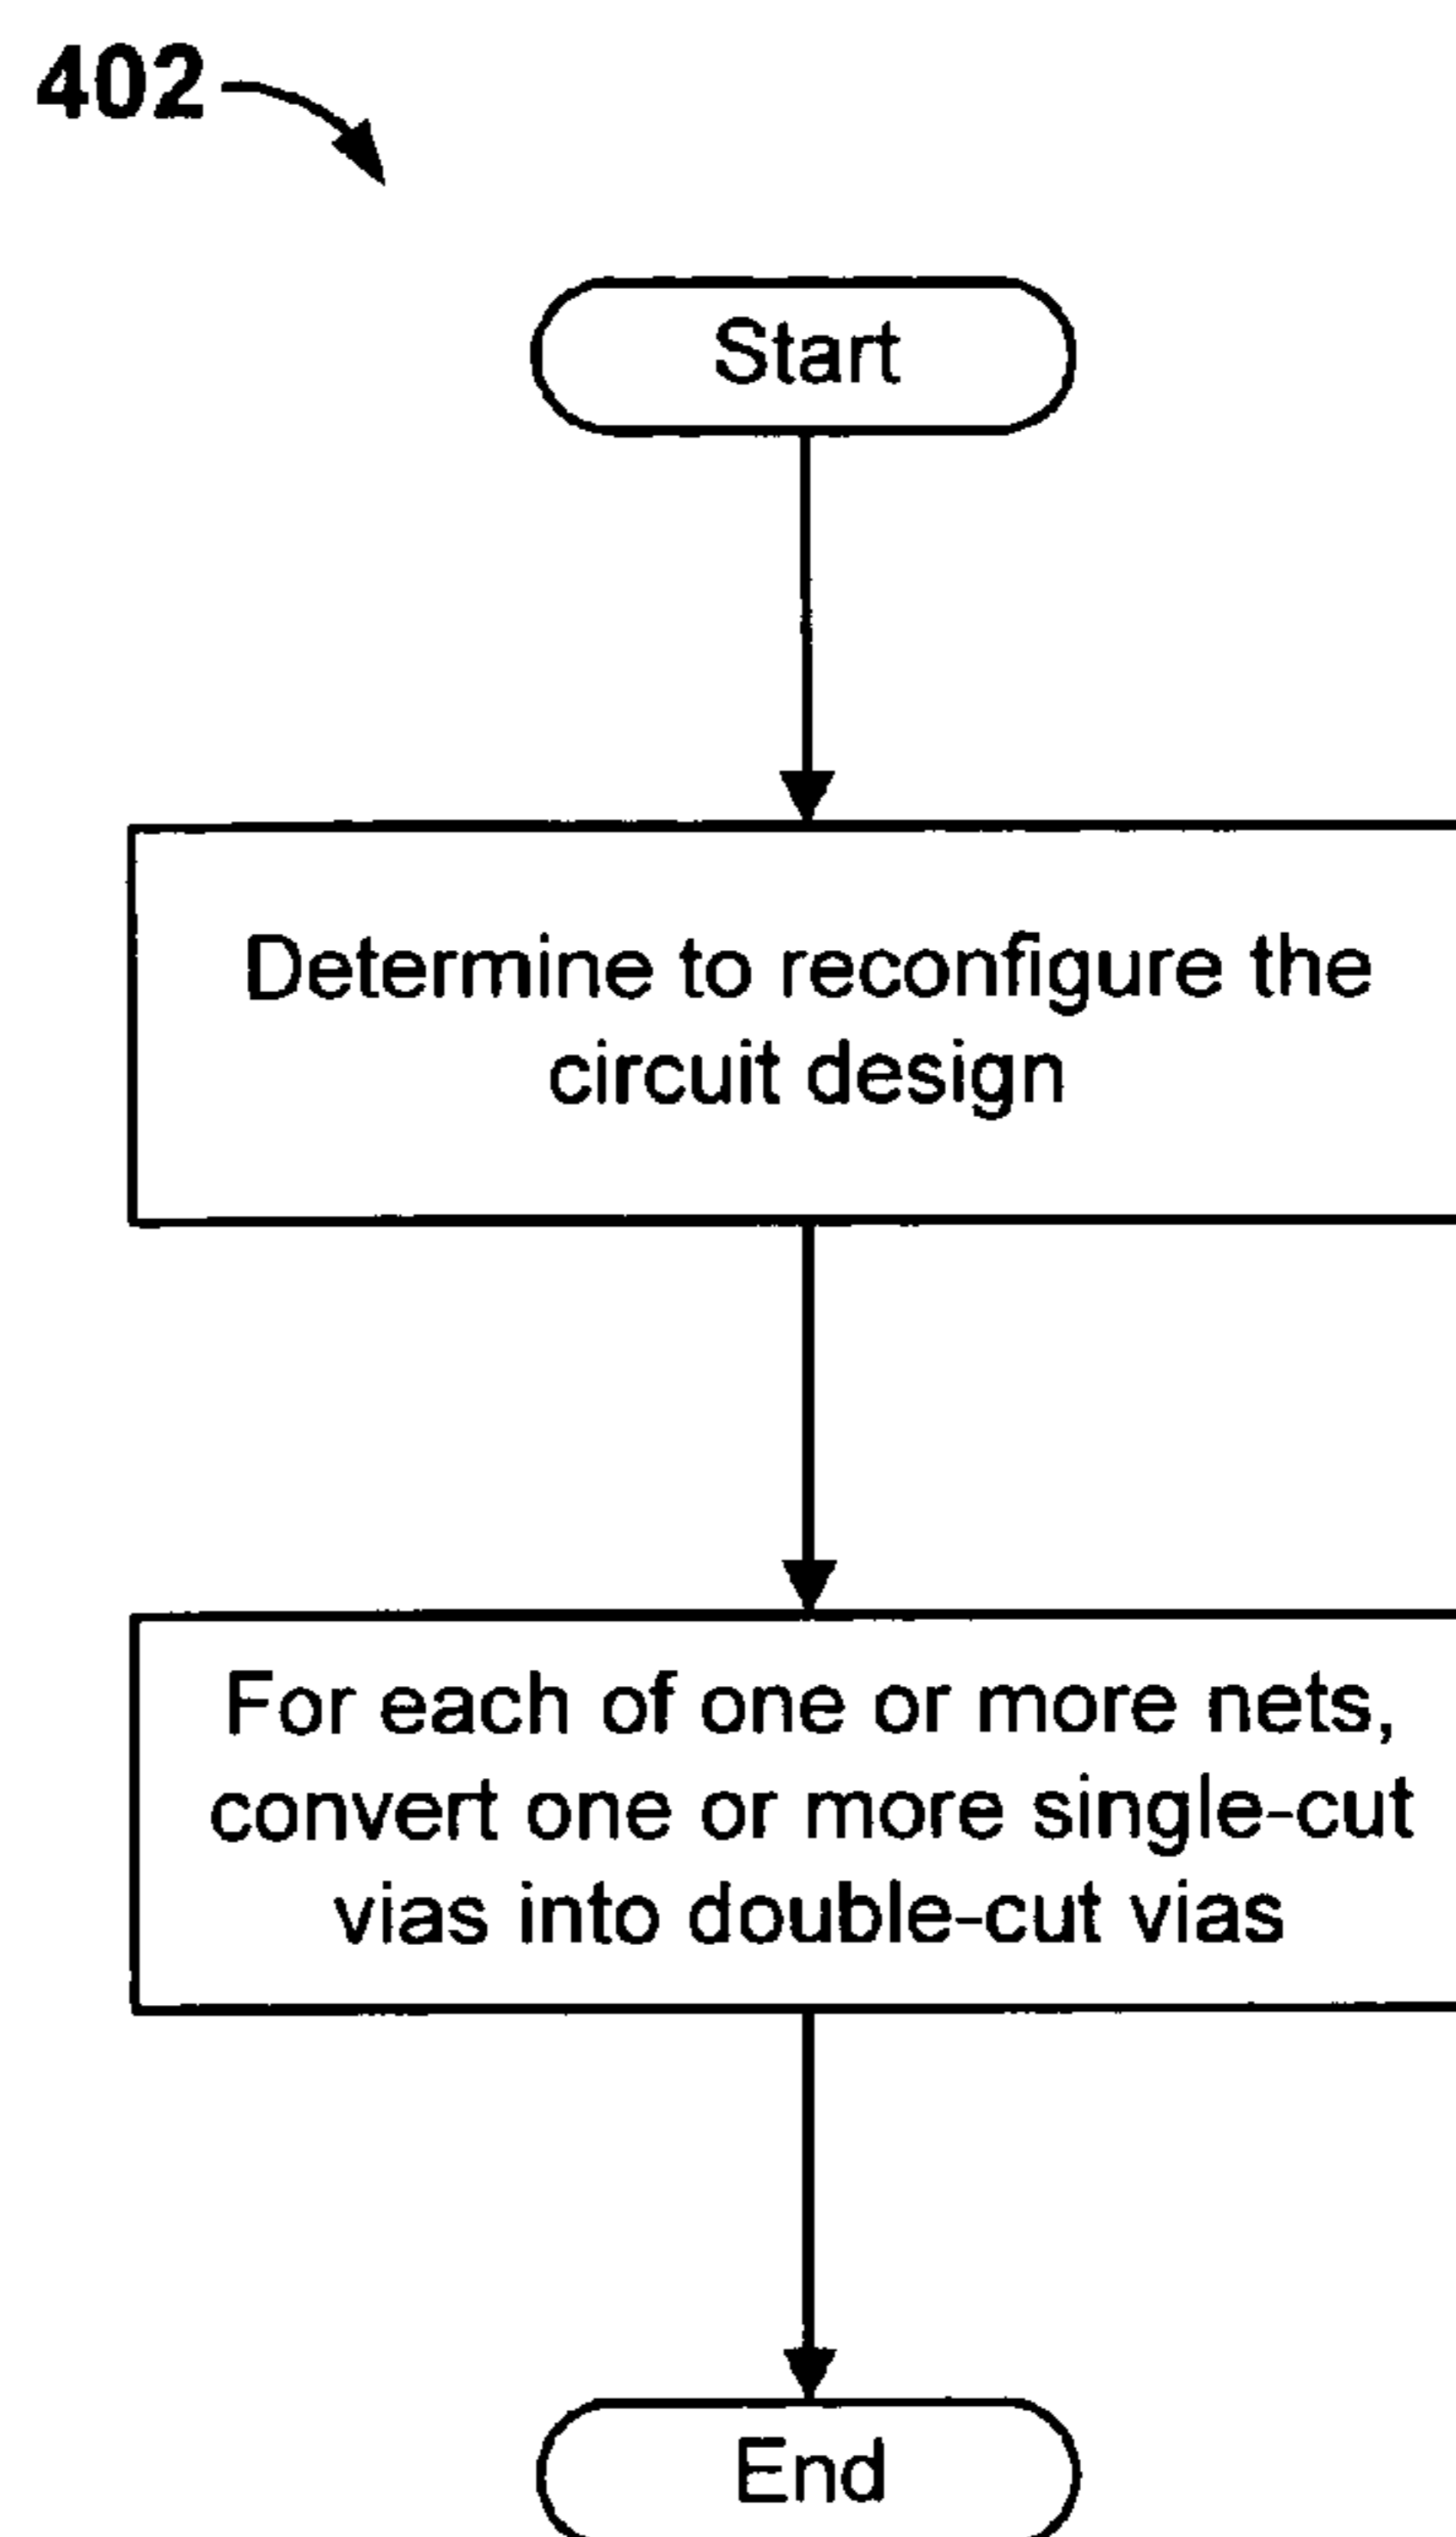 402
Start
Determine to reconfigure the
circuit design
For each of one or more nets,
convert one or more single-cut
vias into double-cut vias
End